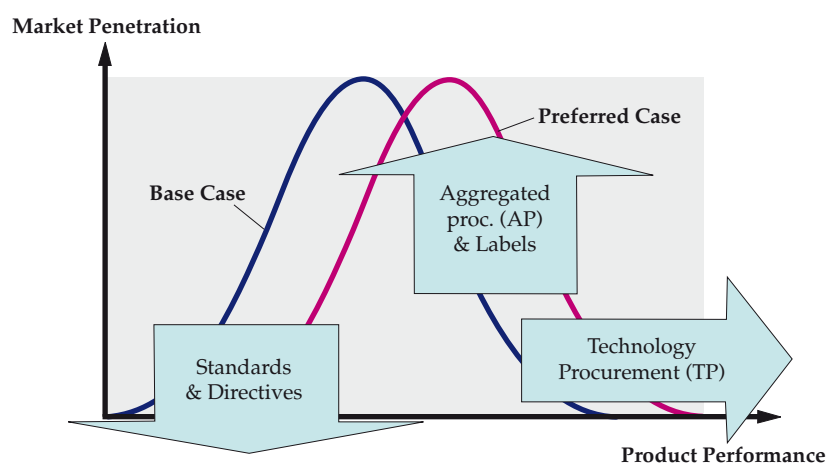 Market Penetration
Preferred Case
Base Case
Aggregated
proc. (AP)
& Labels
Standards
& Directives
Technology
Procurement (TP)
Product Performance